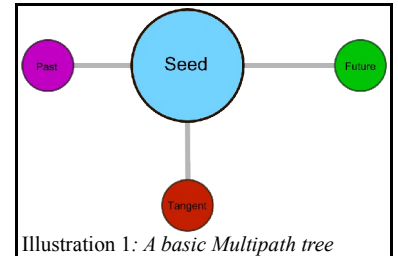 Seed
Past
Future
Tangent
Illustration 1: A basic Multipath tree